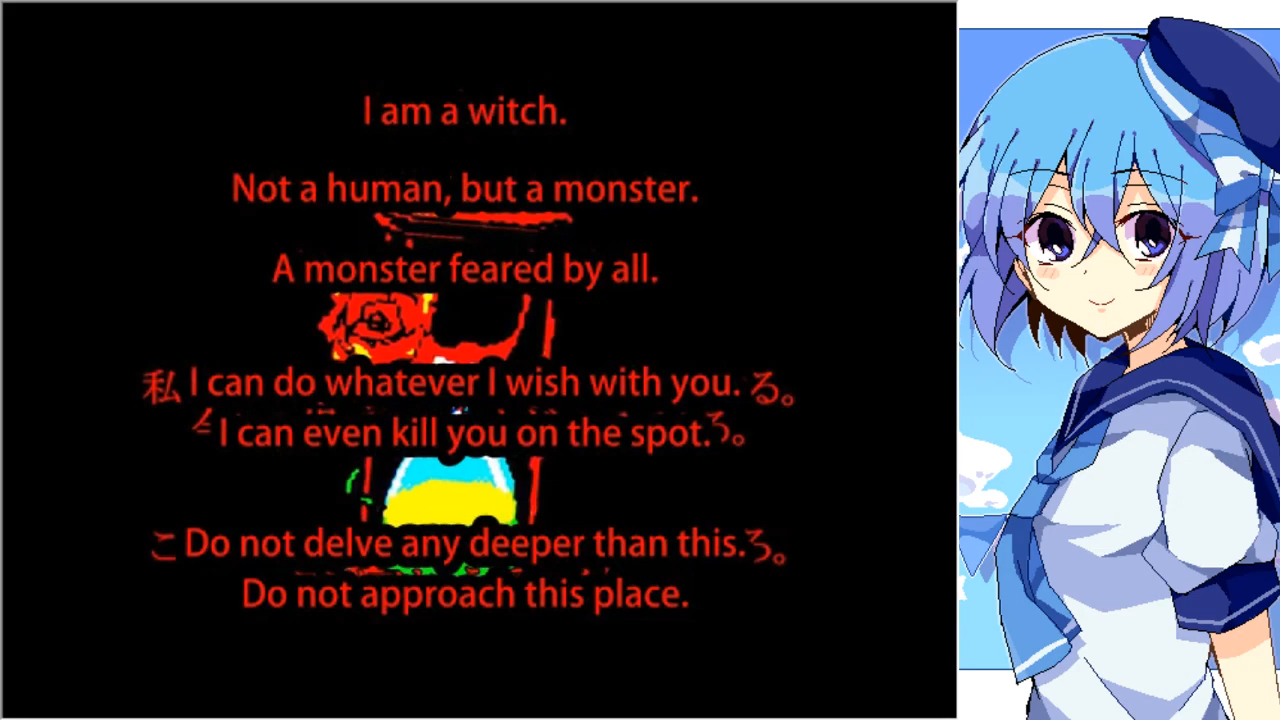 I am a witch.
Not a human, but a monster.
A monster feared by all.
私 I can do whatever I wish with you. る。
I can even kill you on the spot.ろ。
こ Do not delve any deeper than this.ろ。
Do not approach this place.